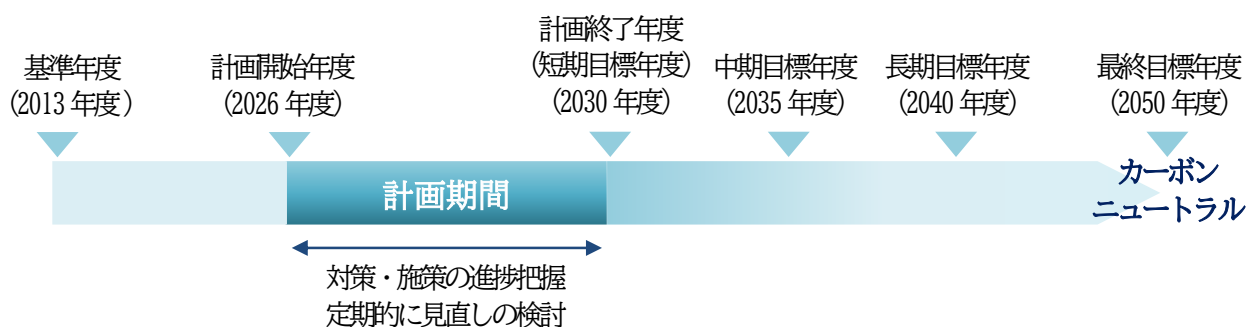 基準年度
(2013 年度)
計画開始年度
(2026 年度)
計画終了年度
(短期目標年度)
(2030 年度)
中期目標年度
(2035 年度)
長期目標年度
(2040 年度)
最終目標年度
(2050 年度)
計画期間
カーボン
ニュートラル
対策・施策の進捗把握
定期的に見直しの検討